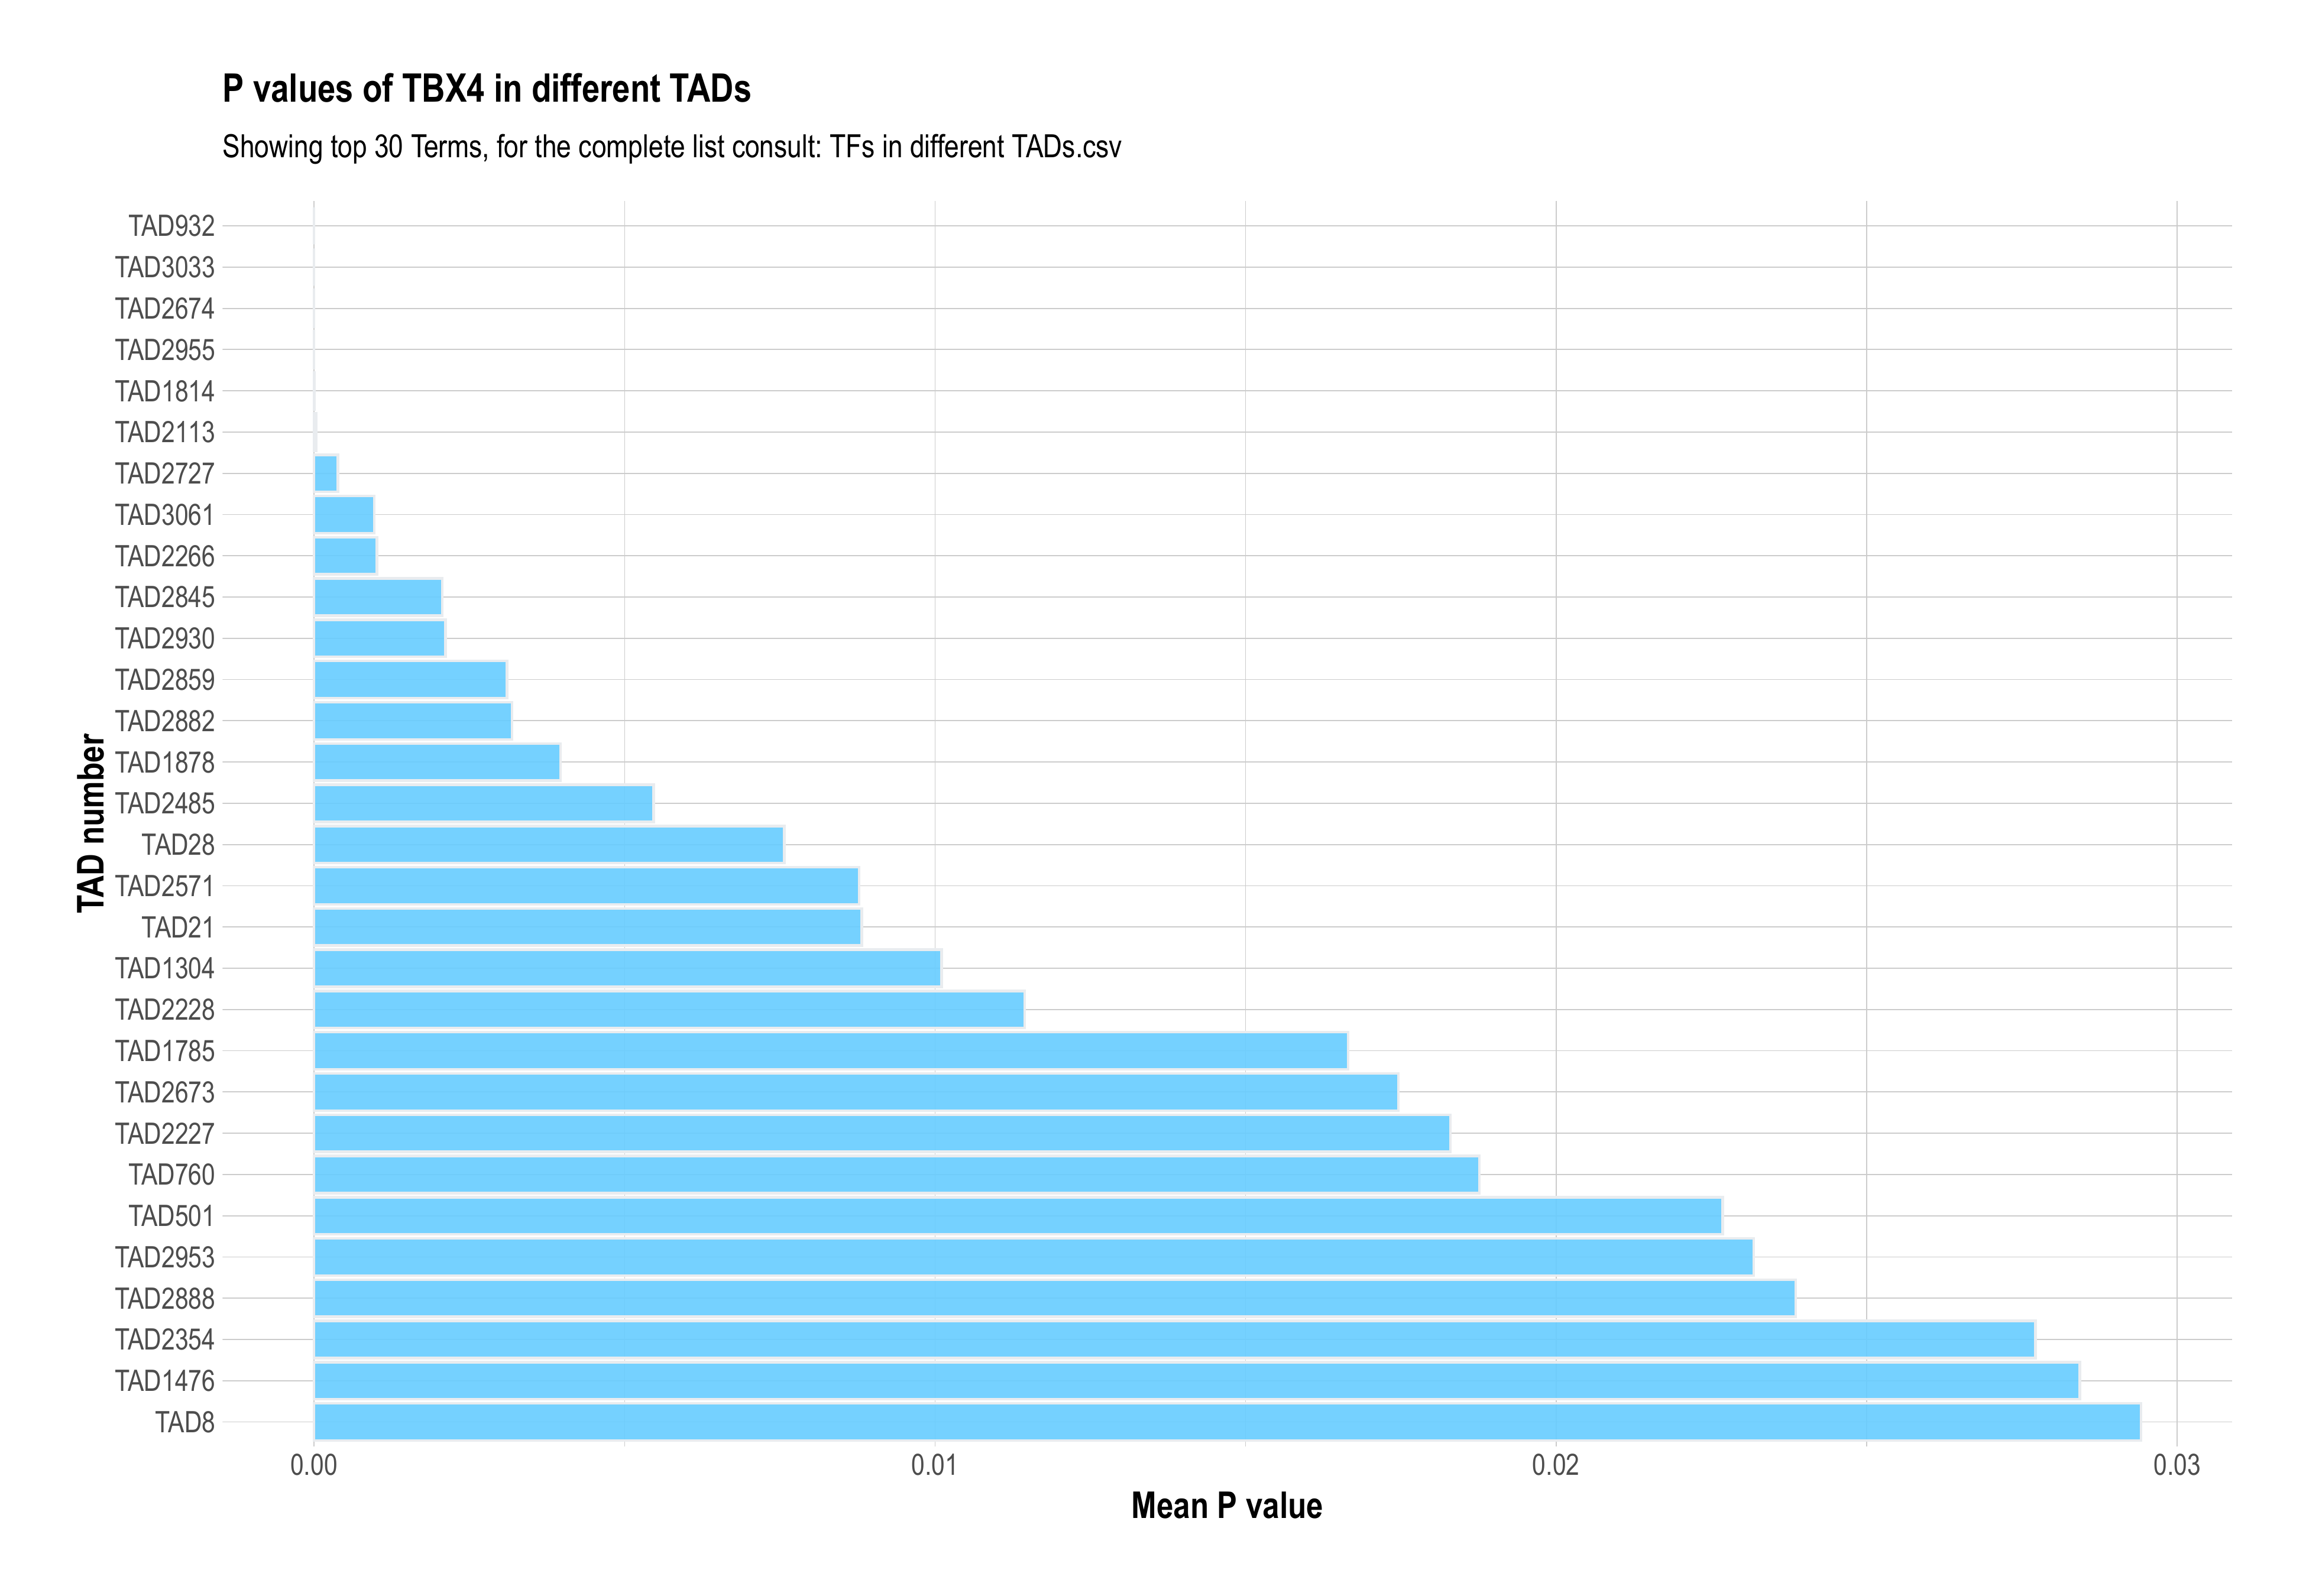 P values of TBX4 in different TADs
Showing top 30 Terms, for the complete list consult: TFs in different TADs.csv
TAD number
TAD932
TAD3033
TAD2674
TAD2955
TAD1814
TAD2113
TAD2727
TAD3061
TAD2266
TAD2845
TAD2930
TAD2859
TAD2882
TAD1878
TAD2485
TAD28
TAD2571
TAD21
TAD1304
TAD2228
TAD1785
TAD2673
TAD2227
TAD760
TAD501
TAD2953
TAD2888
TAD2354
TAD1476
TAD8
0.00 0.01 0.02 0.03
Mean P value